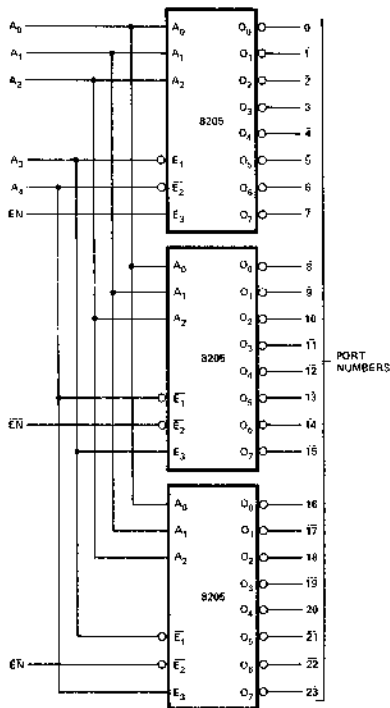 A₀ A₀ O₀ 0
A₁ A₁ O₁ 1
A₂ A₂ O₂ 2
O₃ 3
8205 O₄ 4
A₃ E₁ O₅ 5
A₄ E₂ O₆ 6
EN E₃ O₇ 7
A₀ O₀ 8
A₁ O₁ 9
A₂ O₂ 10
O₃ 11
8205 O₄ 12
E₁ O₅ 13
EN E₂ O₆ 14
E₃ O₇ 15
PORT
NUMBERS
A₀ O₀ 16
A₁ O₁ 17
A₂ O₂ 18
O₃ 19
8205 O₄ 20
E₁ O₅ 21
EN E₂ O₆ 22
E₃ O₇ 23